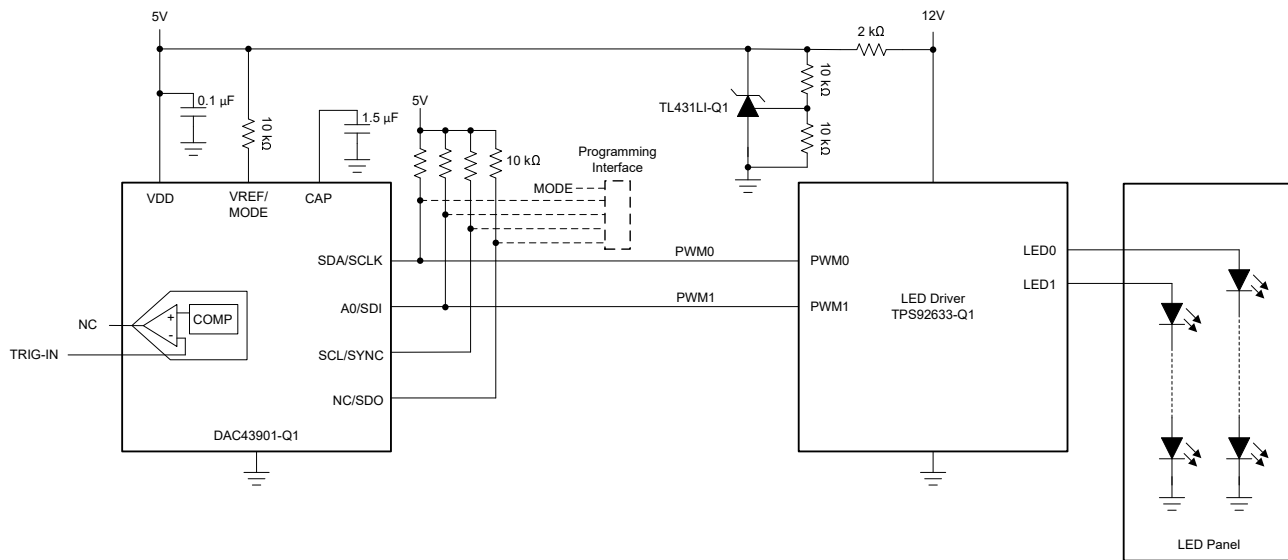 5V
12V
2 kΩ
0.1 µF
10 kΩ
1.5 µF
5V
10 kΩ
TL431LI-Q1
10 kΩ
10 kΩ
Programming
Interface
MODE
VDD
VREF/
MODE
CAP
SDA/SCLK
PWM0
PWM0
LED0
A0/SDI
PWM1
PWM1
LED1
LED Driver
TPS92633-Q1
+
COMP
-
NC
TRIG-IN
SCL/SYNC
NC/SDO
DAC43901-Q1
LED Panel